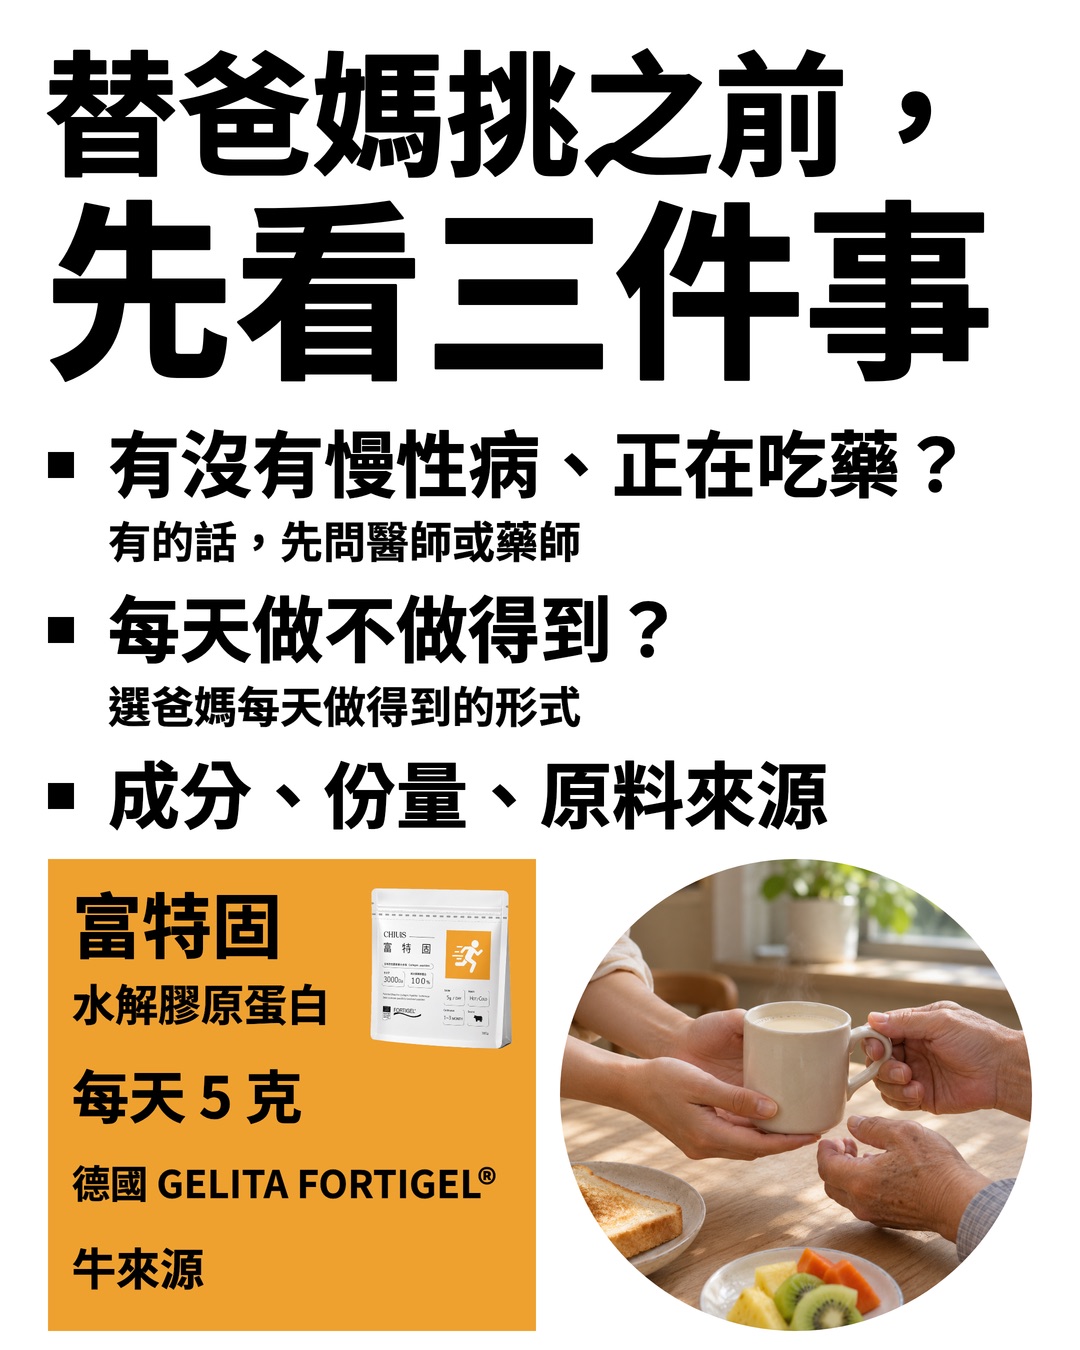 替爸媽挑之前，
先看三件事
有沒有慢性病、正在吃藥？
有的話，先問醫師或藥師
每天做不做得到？
選爸媽每天做得到的形式
成分、份量、原料來源
富特固
水解膠原蛋白
每天 5 克
德國 GELITA FORTIGEL®
牛來源
富特固
3000Da
100%
FORTIGEL
5g / DAY